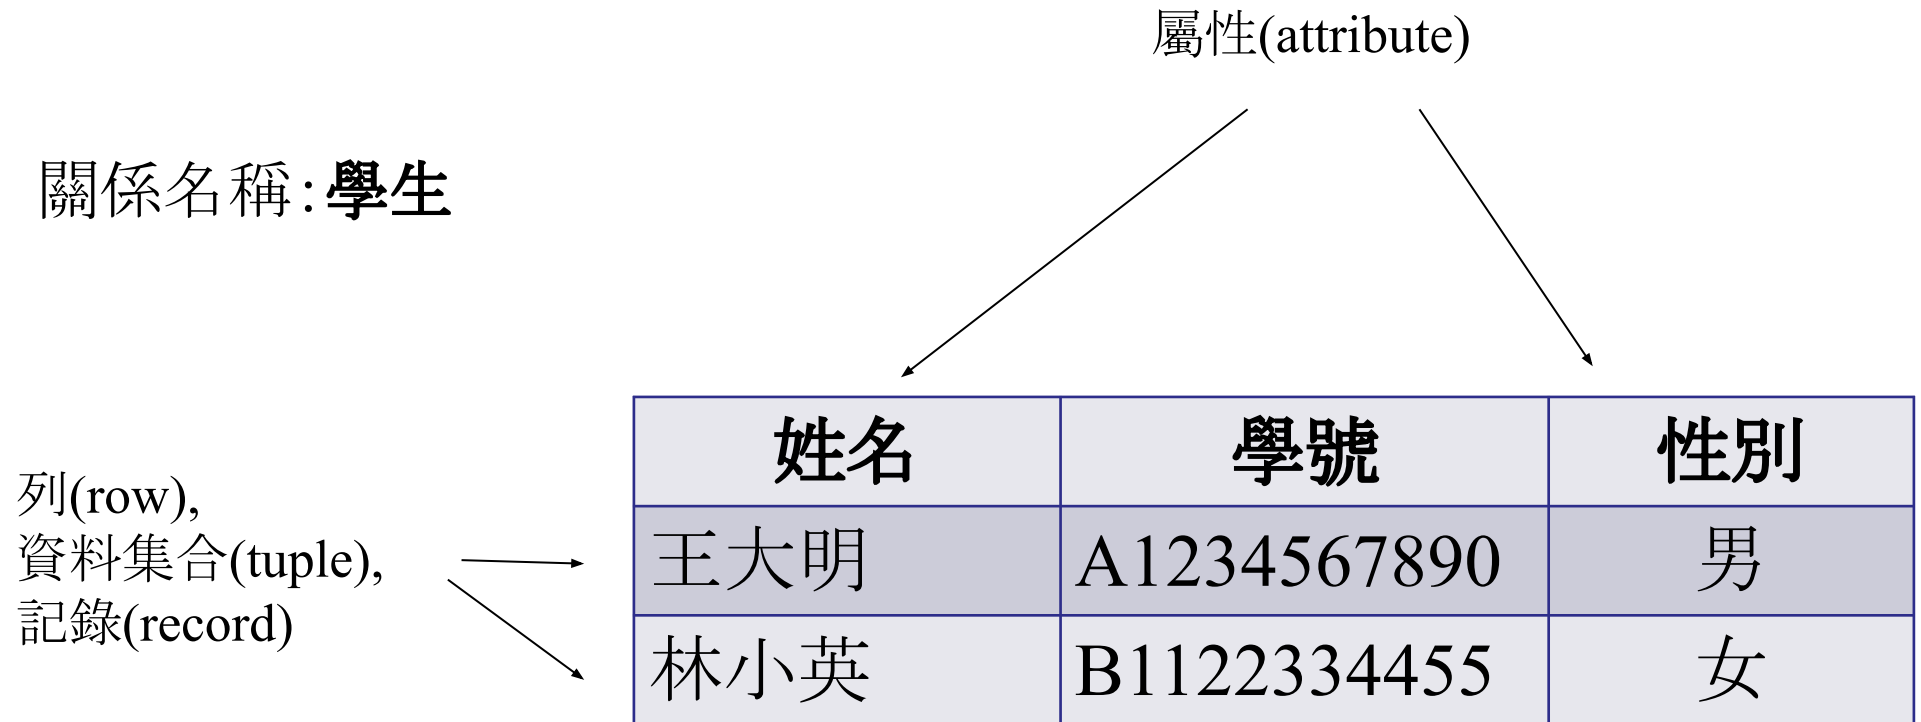 屬性(attribute)
關係名稱:學生
姓名 學號 性別
列(row),
資料集合(tuple),
記錄(record)
王大明 A1234567890 男
林小英 B1122334455 女